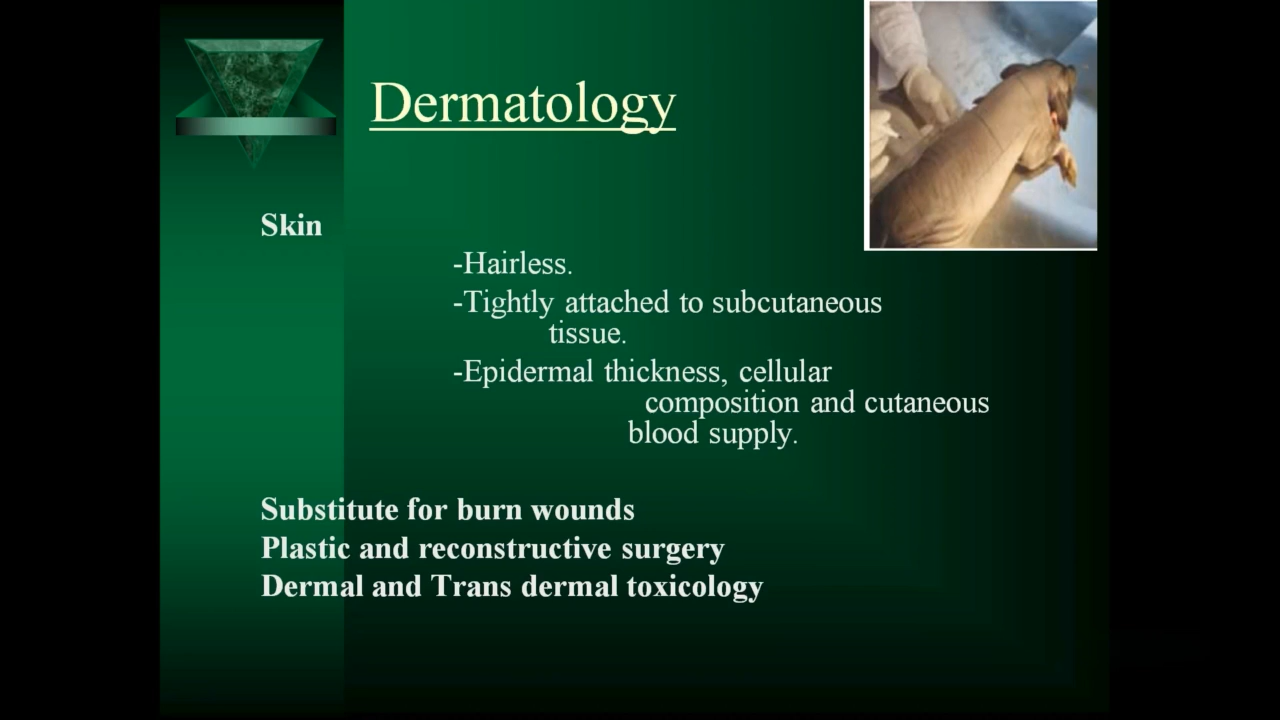 Dermatology
Skin
-Hairless.
-Tightly attached to subcutaneous
tissue.
-Epidermal thickness, cellular
composition and cutaneous
blood supply.
Substitute for burn wounds
Plastic and reconstructive surgery
Dermal and Trans dermal toxicology